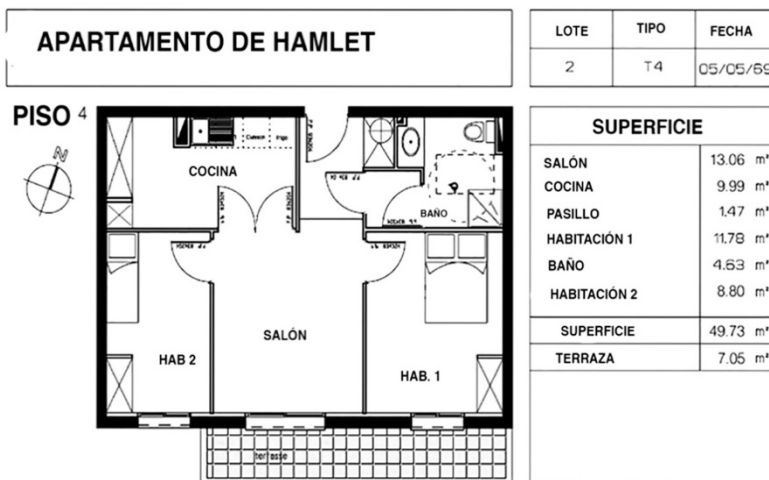 APARTAMENTO DE HAMLET
LOTE TIPO FECHA
2 T4 05/05/69
PISO 4
N
COCINA
Frigo
BAÑO
HAB 2
SALÓN
HAB. 1
terrasse
SUPERFICIE
SALÓN 13.06 m²
COCINA 9.99 m²
PASILLO 1.47 m²
HABITACIÓN 1 11.78 m²
BAÑO 4.63 m²
HABITACIÓN 2 8.80 m²
SUPERFICIE 49.73 m²
TERRAZA 7.05 m²